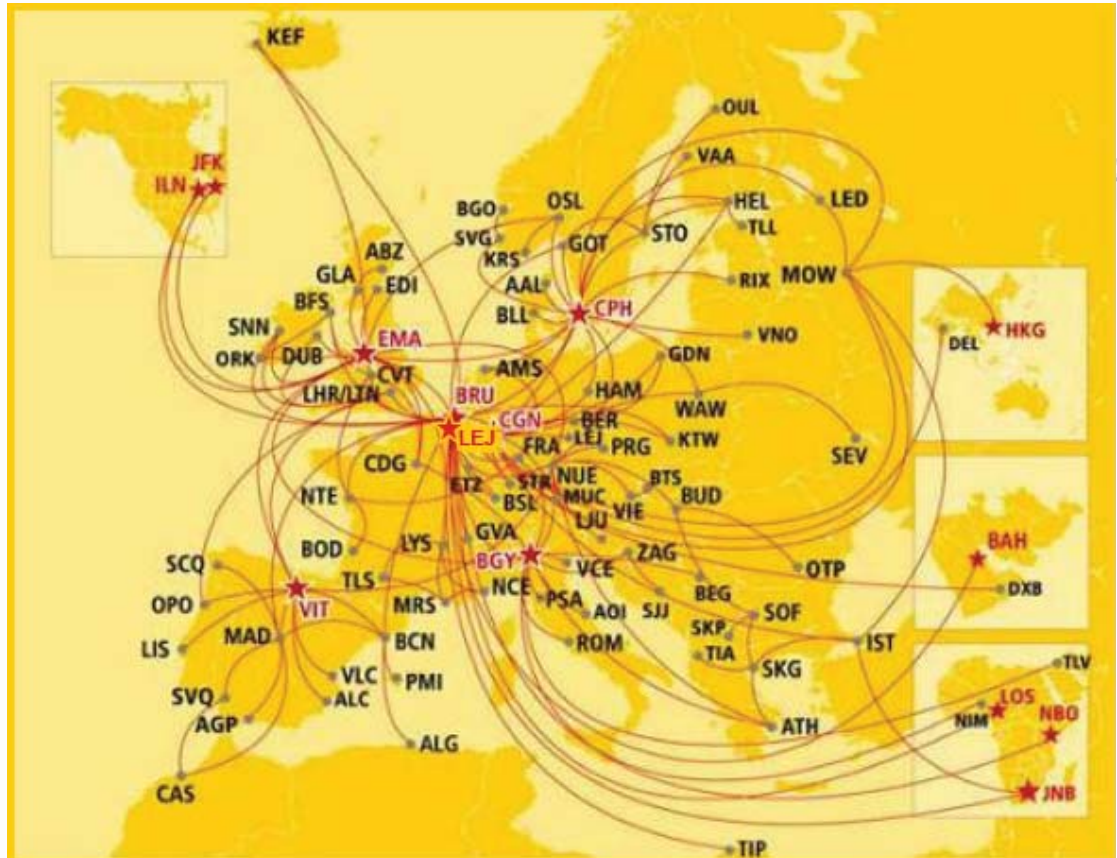 KEF
OUL
VAA
JFK
ILN
BGO
OSL
HEL
LED
SVG
GOT
STO
TLL
ABZ
KRS
GLA
EDI
AAL
RIX
MOW
BFS
BLL
CPH
SNN
EMA
VNO
HKG
DEL
ORK
DUB
GDN
CVT
AMS
LHR/LTN
BRU
HAM
WAW
CGN
BER
LEJ
LEJ
KTW
CDG
FRA
PRG
SEV
ETZ
STR
NUE
BTS
NTE
BSL
MUC
VIE
BUD
LJU
BOD
LYS
GVA
ZAG
BAH
SCQ
BGY
VCE
OTP
TLS
NCE
BEG
DXB
OPO
MRS
PSA
AOI
SJJ
SOF
VIT
SKP
LIS
MAD
BCN
ROM
IST
TIA
SKG
TLV
VLC
PMI
SVQ
ALC
LOS
NIM
NBO
AGP
ATH
ALG
CAS
JNB
TIP